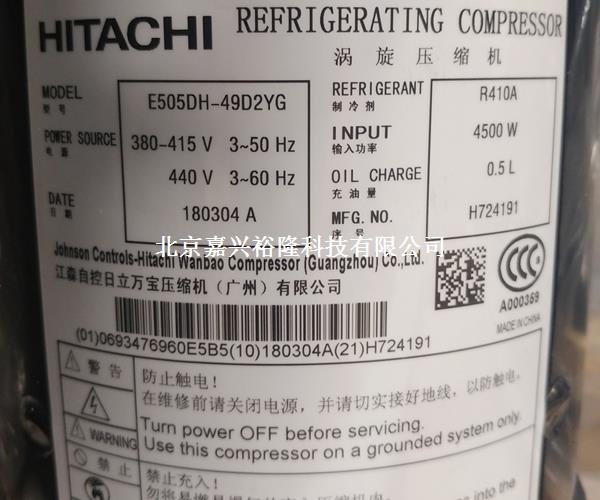 HITACHI REFRIGERATING COMPRESSOR
涡旋压缩机
MODEL 型号 E505DH-49D2YG
REFRIGERANT 制冷剂 R410A
POWER SOURCE 电源 380-415 V 3~50 Hz
440 V 3~60 Hz
INPUT 输入功率 4500 W
OIL CHARGE 充油量 0.5 L
DATE 日期 180304 A
MFG. NO. 序号 H724191
北京嘉兴裕隆科技有限公司
Johnson Controls-Hitachi Wanbao Compressor (Guangzhou) Co.,Ltd.
江森自控日立万宝压缩机（广州）有限公司
CCC
A000369
MADE IN CHINA
(01)0693476960E5B5(10)180304A(21)H724191
警告
防止触电！
在维修前请关闭电源，并请切实接好地线，以防触电。
WARNING
Turn power OFF before servicing.
Use this compressor on a grounded system only.
禁止充入！